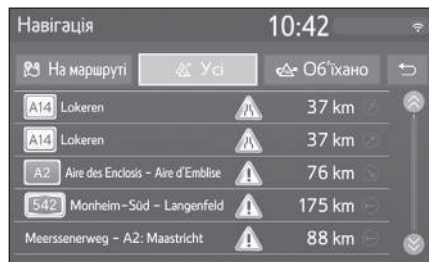 Навігація 10:42
На маршруті Усі Об'їхано
A14 Lokeren 37 km
A14 Lokeren 37 km
A2 Aire des Enclosis - Aire d'Emblise 76 km
542 Monheim-Süd - Langenfeld 175 km
Meerssenerweg - A2: Maastricht 88 km